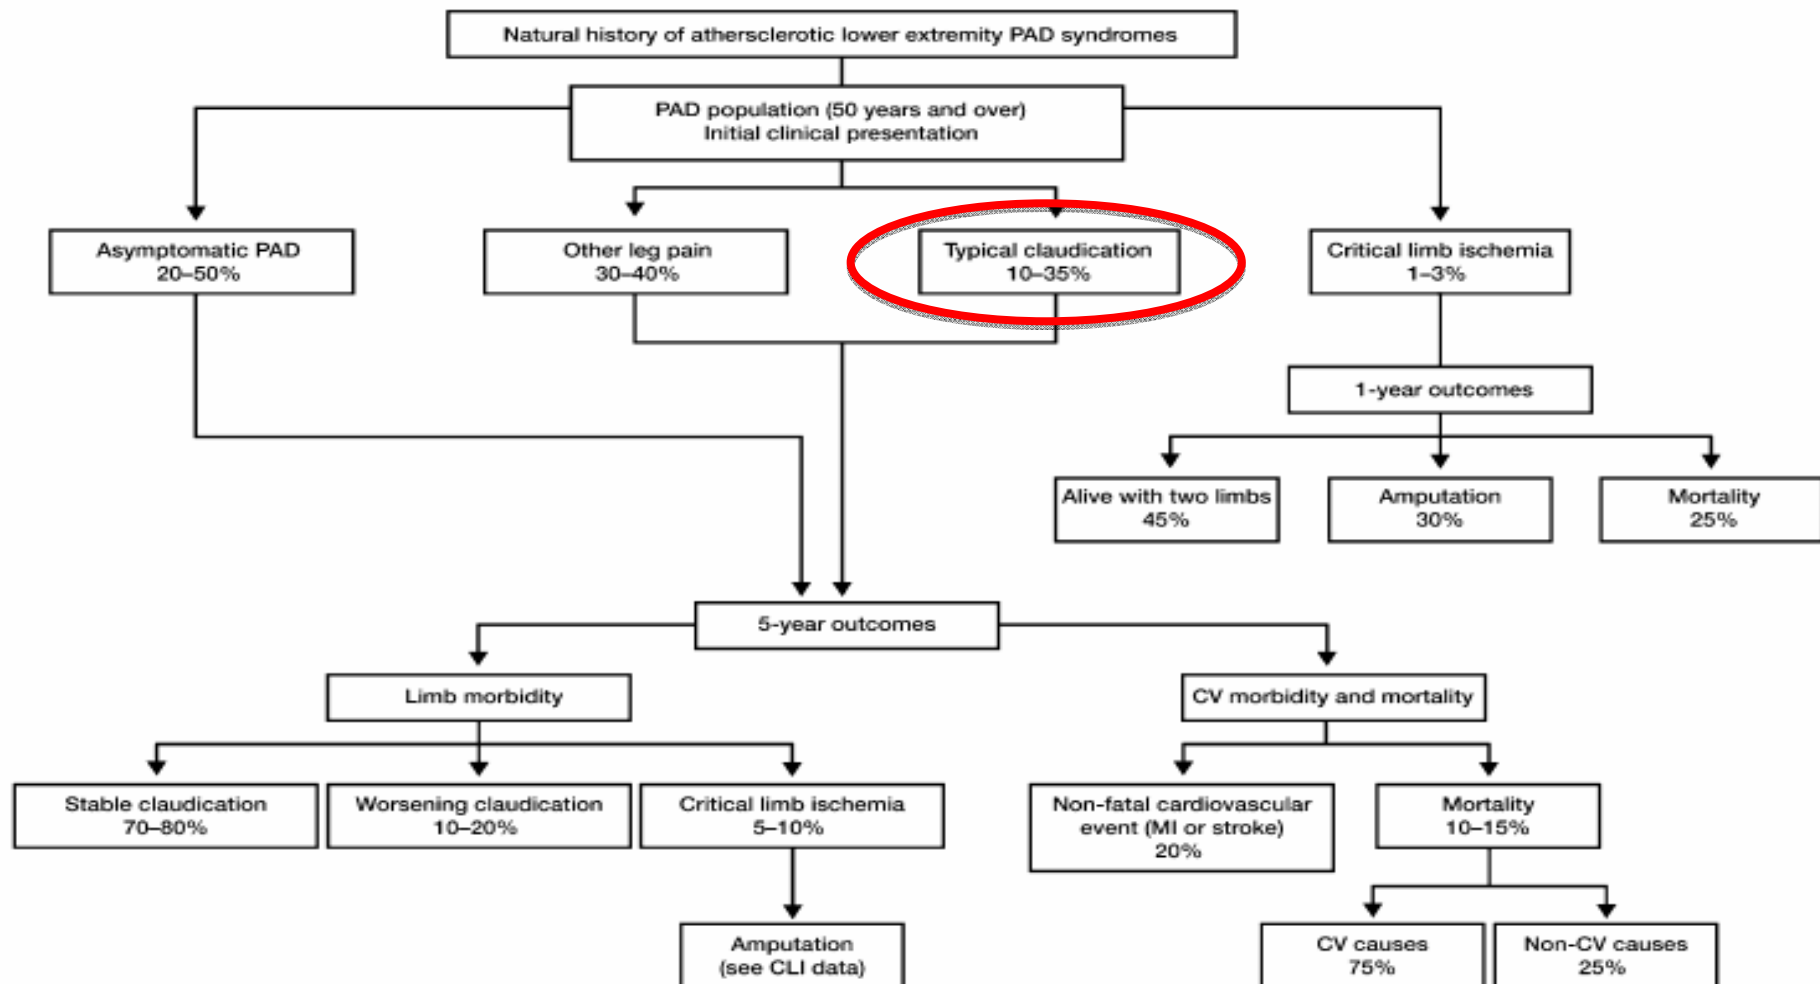 Natural history ofathersclerotic lower extremity PAD syndromes
PAD population (50 years and over)
Initial clinical presentation
Asymptomatic PAD
20–50%
Other leg pain
30–40%
Typical claudication
10–35%
Critical limb ischemia
1–3%
1-year outcomes
Alive with two limbs
45%
Amputation
30%
Mortality
25%
5-year outcomes
Limb morbidity
CV morbidity and mortality
Stable claudication
70–80%
Worsening claudication
10–20%
Critical limb ischemia
5–10%
Non-fatal cardiovascular
event (MI or stroke)
20%
Mortality
10–15%
Amputation
(see CLI data)
CV causes
75%
Non-CV causes
25%